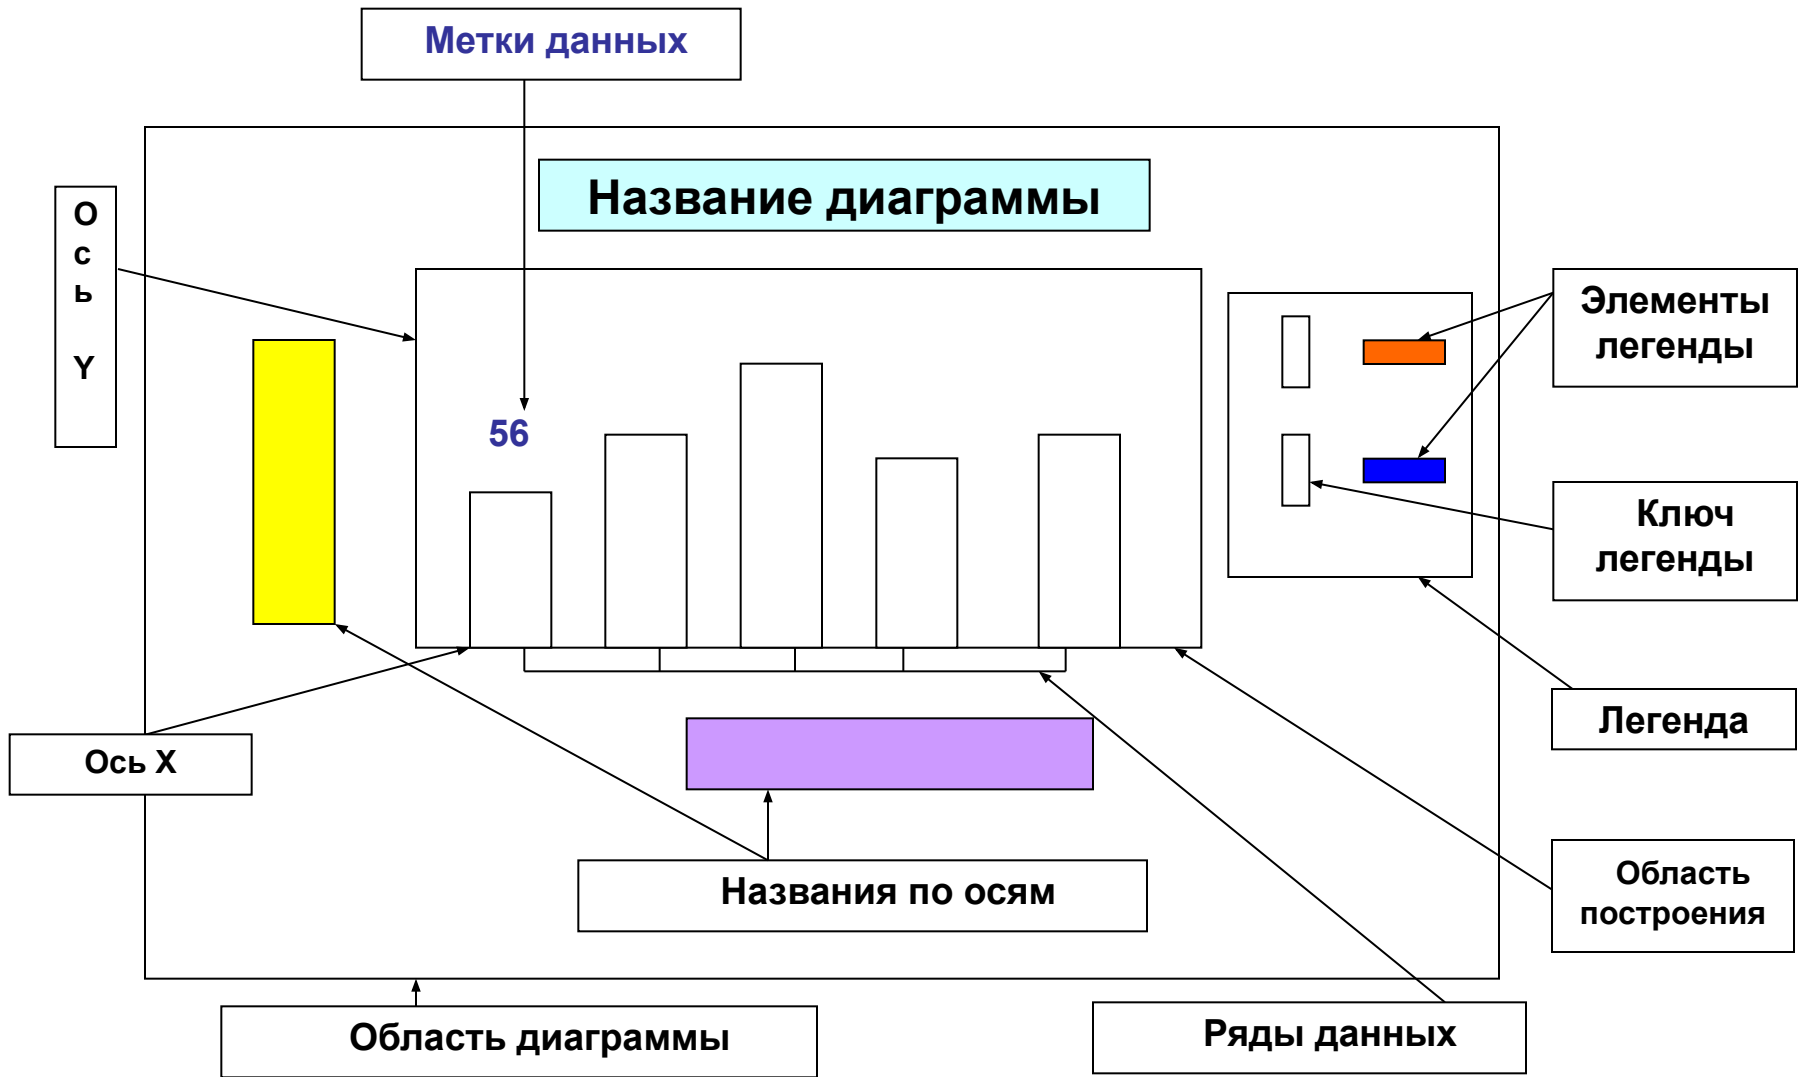 Метки данных
Название диаграммы
О
с
ь
Y
Элементы
легенды
56
Ключ
легенды
Легенда
Ось X
Названия по осям
Область
построения
Область диаграммы
Ряды данных